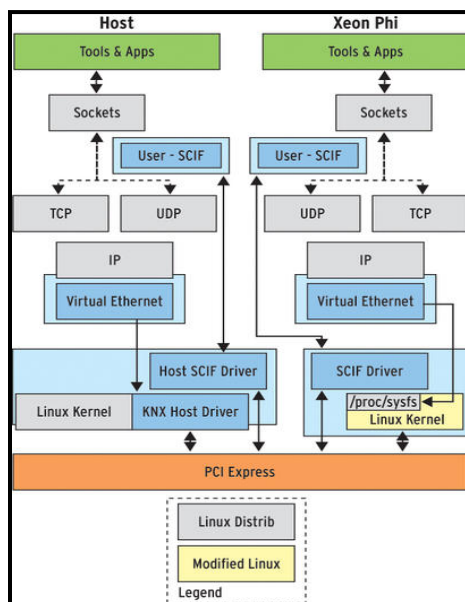 Host Xeon Phi
Tools & Apps Tools & Apps
Sockets Sockets
User - SCIF User - SCIF
TCP UDP UDP TCP
IP IP
Virtual Ethernet Virtual Ethernet
Host SCIF Driver SCIF Driver
/proc/sysfs
Linux Kernel KNX Host Driver Linux Kernel
PCI Express
Linux Distrib
Modified Linux
Legend